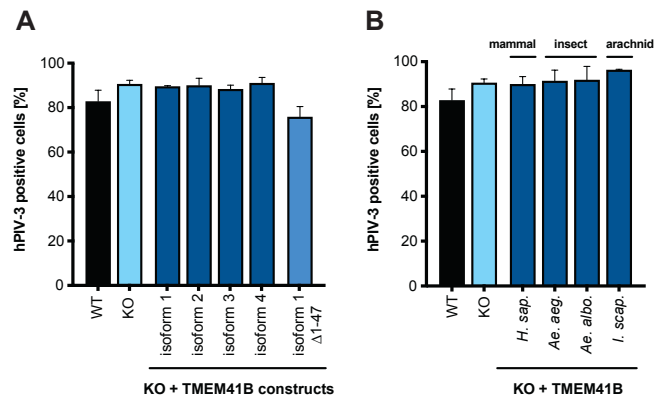 A
hPIV-3 positive cells [%]
100
80
60
40
20
0
WT
KO
isoform 1
isoform 2
isoform 3
isoform 4
isoform 1
Δ1-47
KO + TMEM41B constructs
B
mammal
insect
arachnid
hPIV-3 positive cells [%]
100
80
60
40
20
0
WT
KO
H. sap.
Ae. aeg.
Ae. albo.
I. scap.
KO + TMEM41B